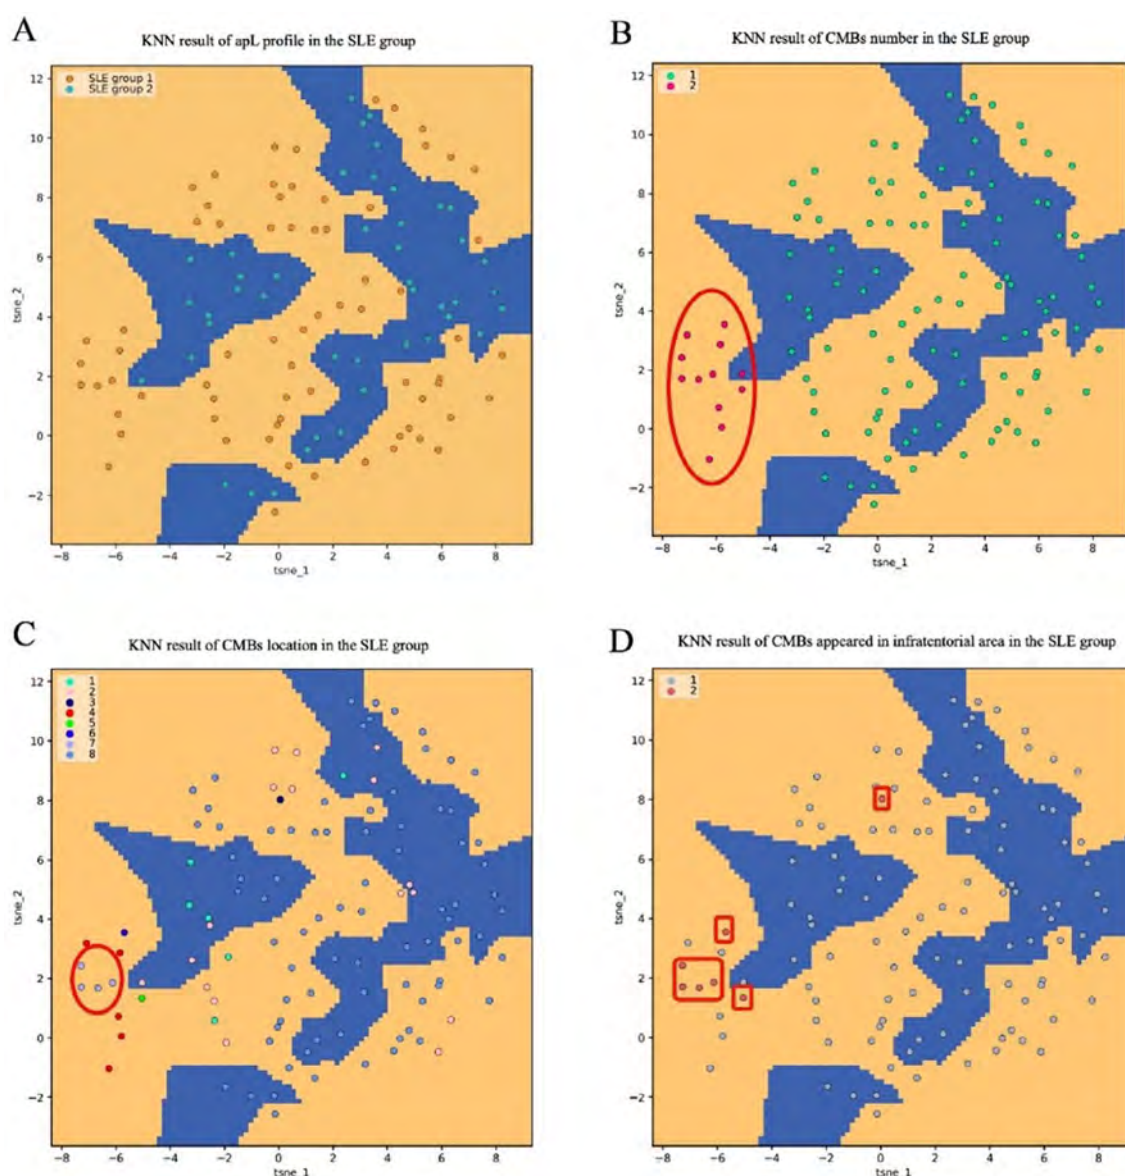 A
KNN result of apL profile in the SLE group
12
10
8
6
4
2
0
−2
tsne_2
SLE group 1
SLE group 2
−8 −6 −4 −2 0 2 4 6 8
tsne_1
B
KNN result of CMBs number in the SLE group
12
10
8
6
4
2
0
−2
tsne_2
1
2
−8 −6 −4 −2 0 2 4 6 8
tsne_1
C
KNN result of CMBs location in the SLE group
12
10
8
6
4
2
0
−2
tsne_2
1
2
3
4
5
6
7
8
−8 −6 −4 −2 0 2 4 6 8
tsne_1
D
KNN result of CMBs appeared in infratentorial area in the SLE group
12
10
8
6
4
2
0
−2
tsne_2
1
2
−8 −6 −4 −2 0 2 4 6 8
tsne_1